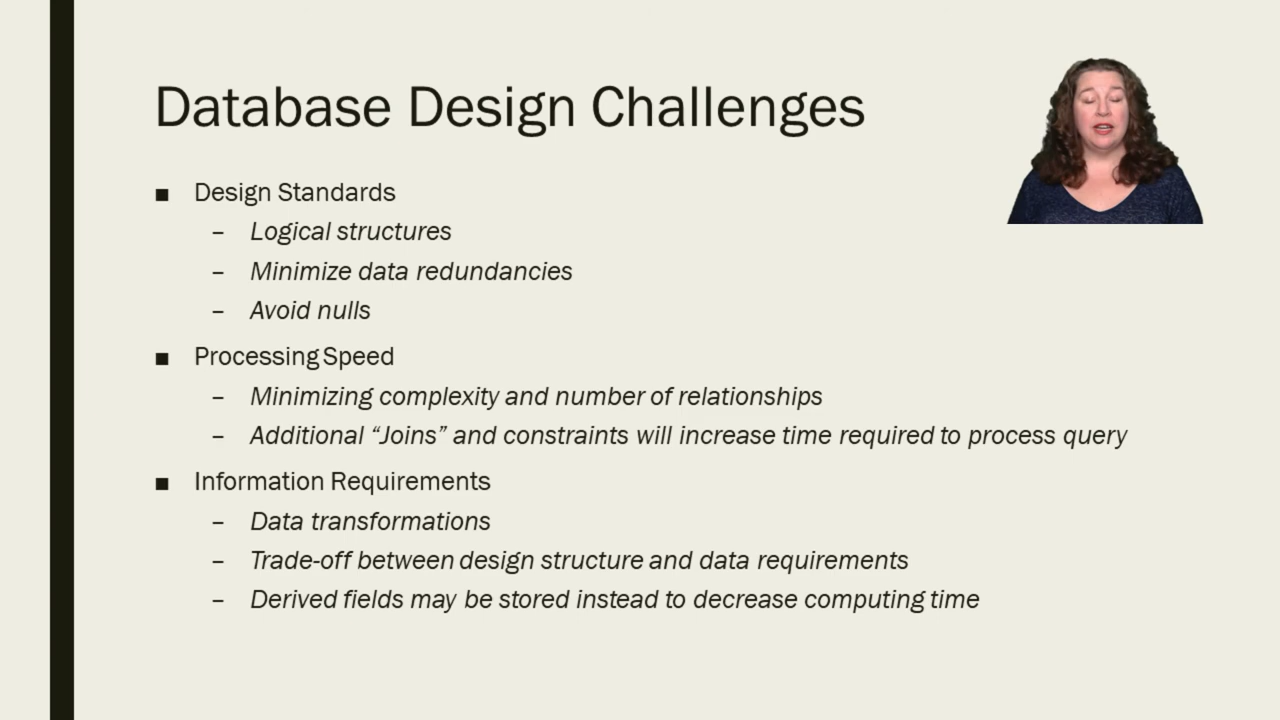 Database Design Challenges
■ Design Standards
– Logical structures
– Minimize data redundancies
– Avoid nulls
■ Processing Speed
– Minimizing complexity and number of relationships
– Additional “Joins” and constraints will increase time required to process query
■ Information Requirements
– Data transformations
– Trade-off between design structure and data requirements
– Derived fields may be stored instead to decrease computing time